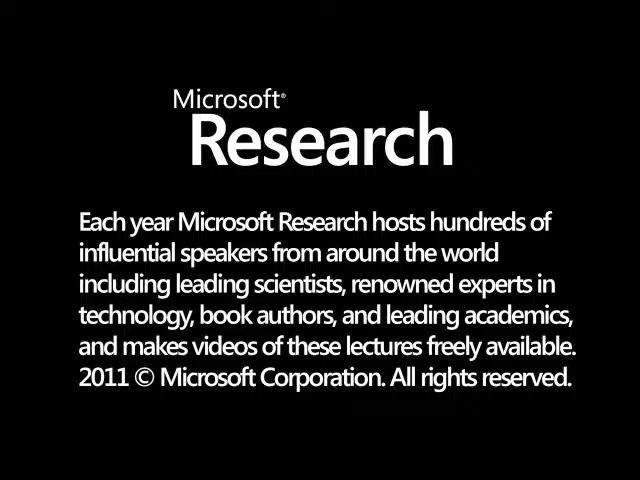 Microsoft®
Research
Each year Microsoft Research hosts hundreds of
influential speakers from around the world
including leading scientists, renowned experts in
technology, book authors, and leading academics,
and makes videos of these lectures freely available.
2011 © Microsoft Corporation. All rights reserved.